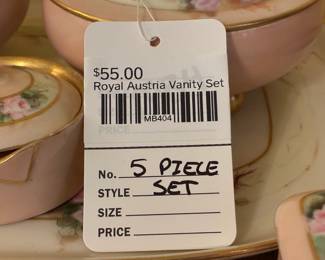 $55.00
Royal Austria Vanity Set
MB404
PRICE
No. 5 PIECE
STYLE SET
SIZE
PRICE